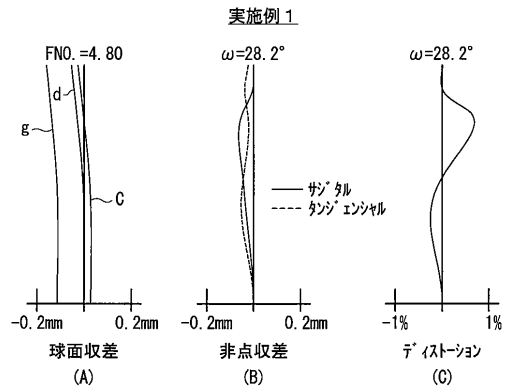 実施例1
FNO.=4.80
ω=28.2°
ω=28.2°
g
d
C
サジタル
タンジェンシャル
-0.2mm
0.2mm
-0.2mm
0.2mm
-1%
1%
球面収差
非点収差
ディストーション
(A)
(B)
(C)